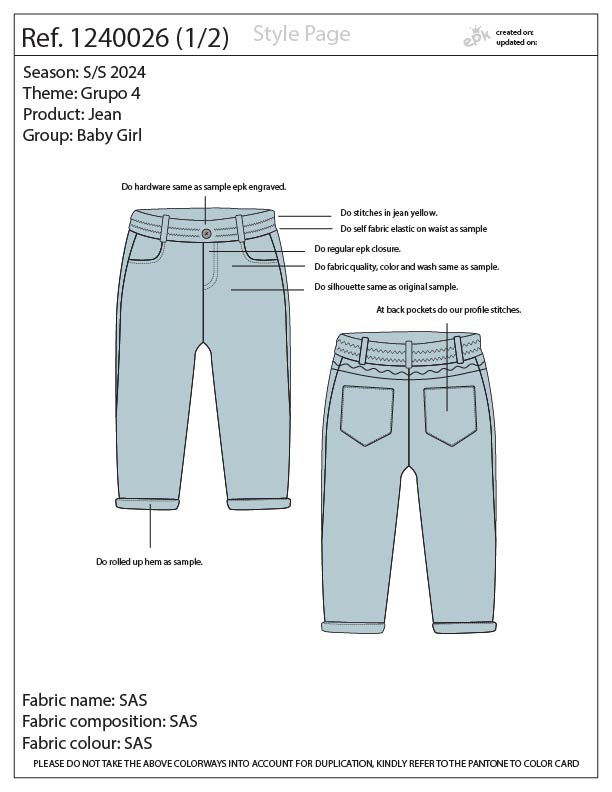 Ref. 1240026 (1/2)
Style Page
epk
created on:
updated on:
Season: S/S 2024
Theme: Grupo 4
Product: Jean
Group: Baby Girl
Do hardware same as sample epk engraved.
Do stitches in jean yellow.
Do self fabric elastic on waist as sample
Do regular epk closure.
Do fabric quality, color and wash same as sample.
Do silhouette same as original sample.
At back pockets do our profile stitches.
Do rolled up hem as sample.
Fabric name: SAS
Fabric composition: SAS
Fabric colour: SAS
PLEASE DO NOT TAKE THE ABOVE COLORWAYS INTO ACCOUNT FOR DUPLICATION, KINDLY REFER TO THE PANTONE TO COLOR CARD